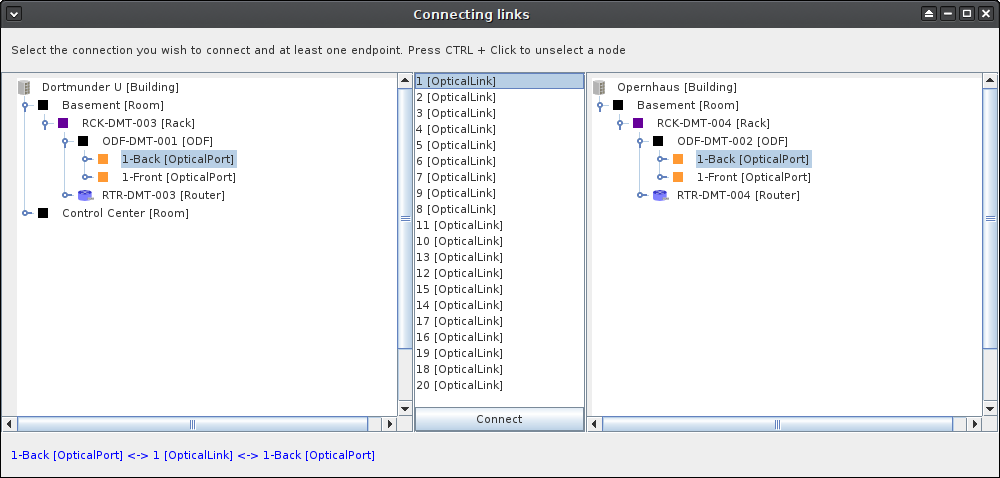 Connecting links
Select the connection you wish to connect and at least one endpoint. Press CTRL + Click to unselect a node
Dortmunder U [Building]
Basement [Room]
RCK-DMT-003 [Rack]
ODF-DMT-001 [ODF]
1-Back [OpticalPort]
1-Front [OpticalPort]
RTR-DMT-003 [Router]
Control Center [Room]
1 [OpticalLink]
2 [OpticalLink]
3 [OpticalLink]
4 [OpticalLink]
5 [OpticalLink]
6 [OpticalLink]
7 [OpticalLink]
9 [OpticalLink]
8 [OpticalLink]
11 [OpticalLink]
10 [OpticalLink]
13 [OpticalLink]
12 [OpticalLink]
15 [OpticalLink]
14 [OpticalLink]
17 [OpticalLink]
16 [OpticalLink]
19 [OpticalLink]
18 [OpticalLink]
20 [OpticalLink]
Connect
Opernhaus [Building]
Basement [Room]
RCK-DMT-004 [Rack]
ODF-DMT-002 [ODF]
1-Back [OpticalPort]
1-Front [OpticalPort]
RTR-DMT-004 [Router]
1-Back [OpticalPort] <-> 1 [OpticalLink] <-> 1-Back [OpticalPort]